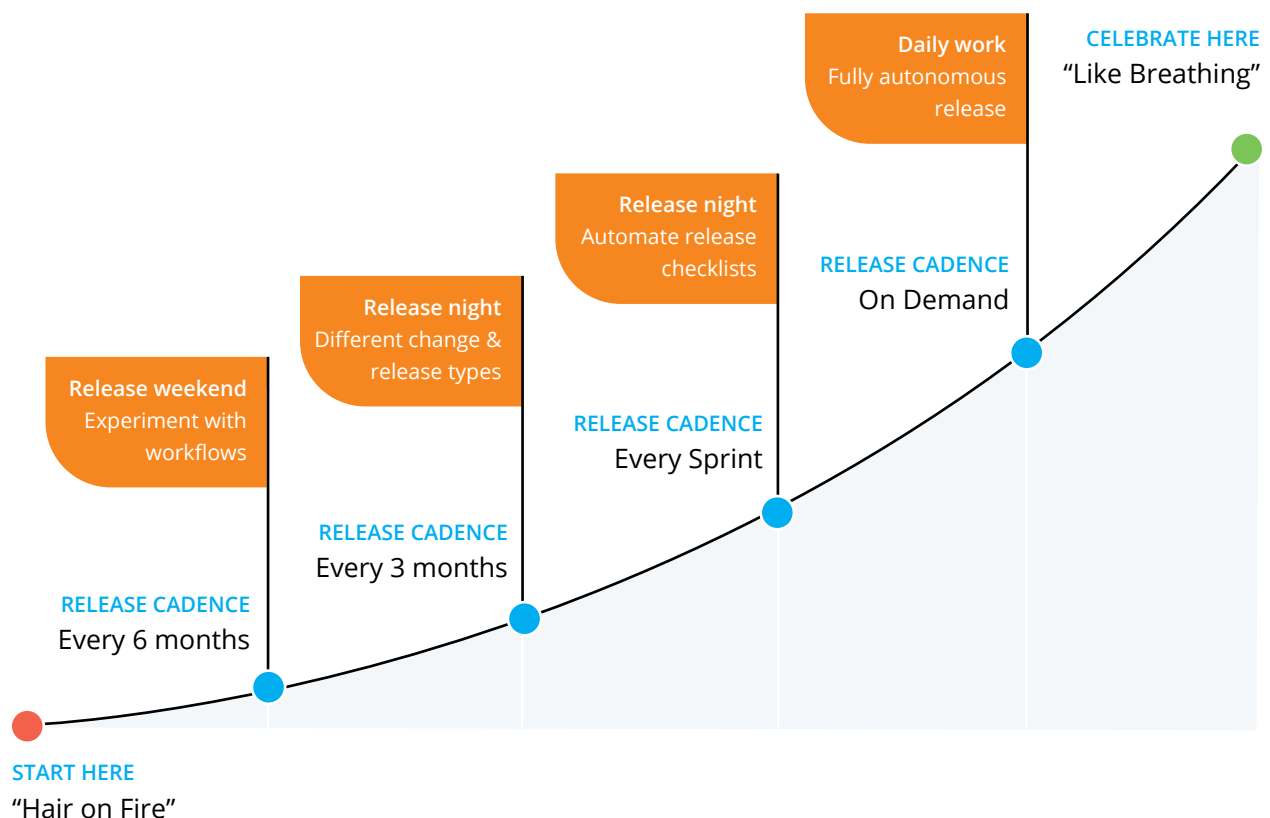 Daily work
Fully autonomous
release
CELEBRATE HERE
“Like Breathing”
Release night
Automate release
checklists
RELEASE CADENCE
On Demand
Release night
Different change &
release types
Release weekend
Experiment with
workflows
RELEASE CADENCE
Every Sprint
RELEASE CADENCE
Every 3 months
RELEASE CADENCE
Every 6 months
START HERE
“Hair on Fire”